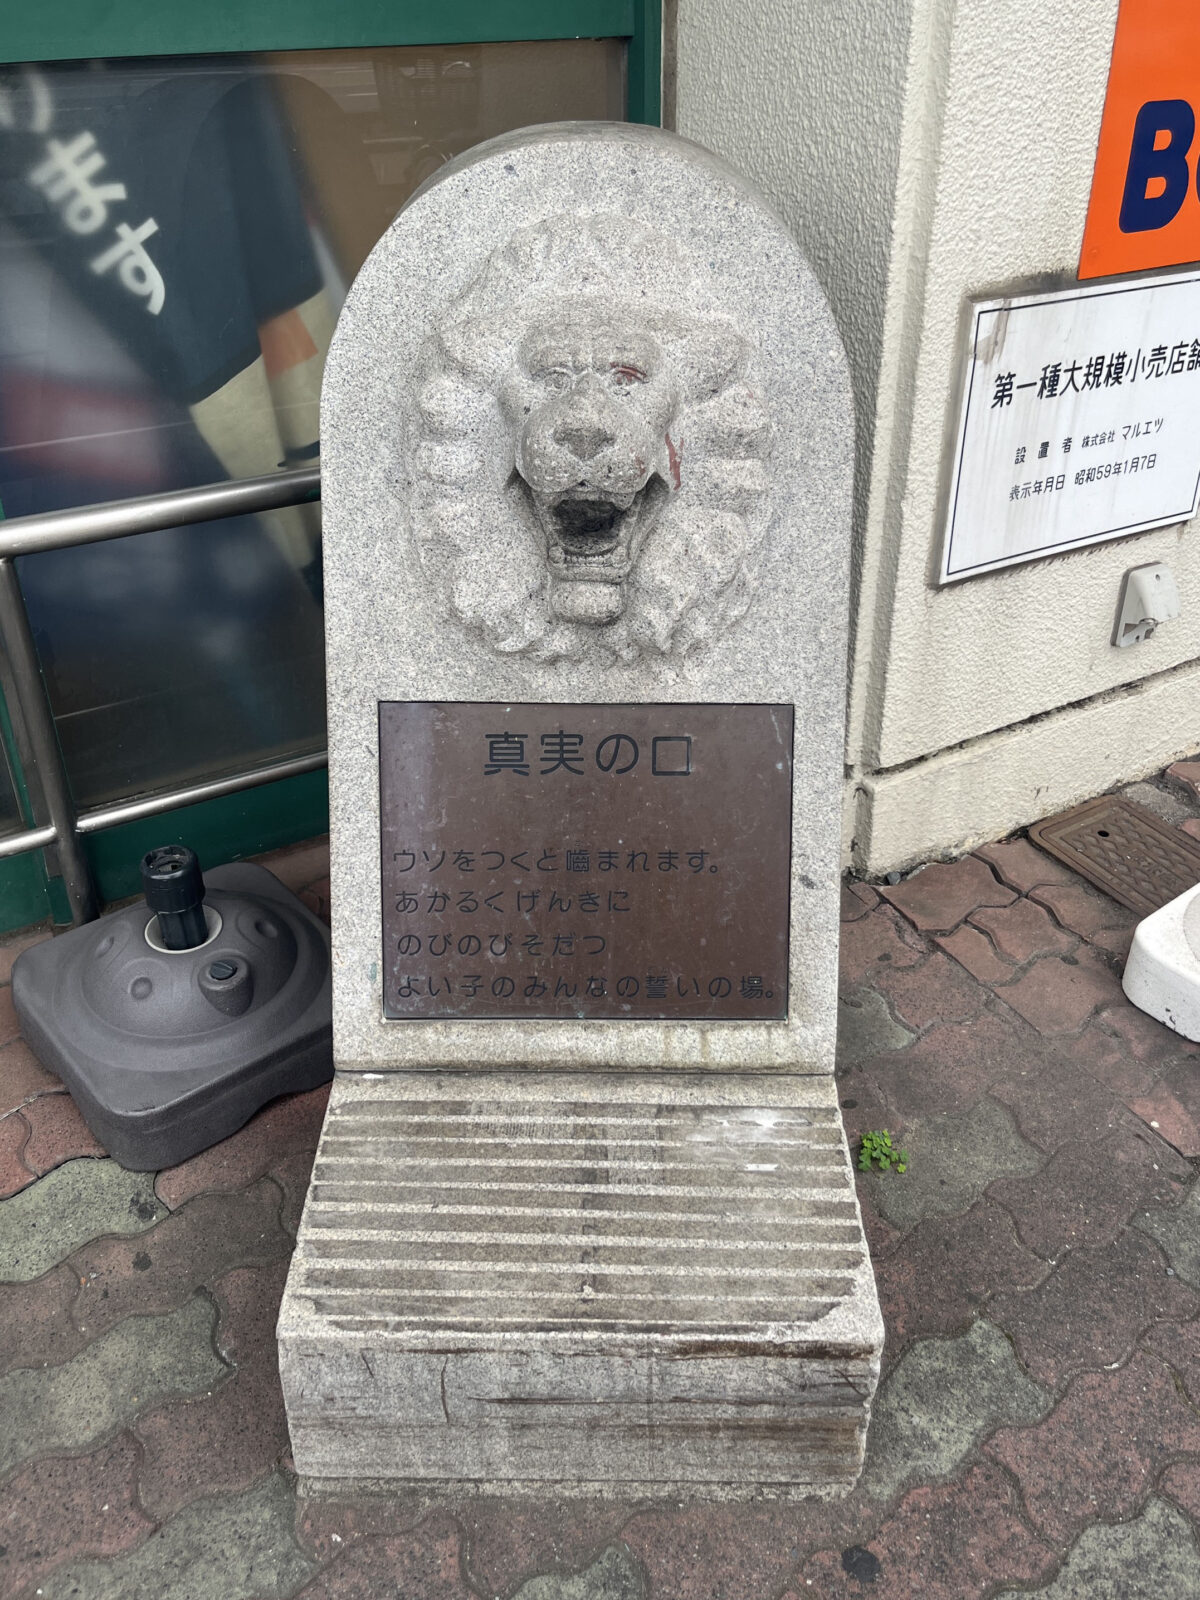 ります
B
第一種大規模小売店舗
設置者 株式会社 マルエツ
表示年月日 昭和59年1月7日
真実の口
ウソをつくと嚙まれます。
あかるくげんきに
のびのびそだつ
よい子のみんなの誓いの場。